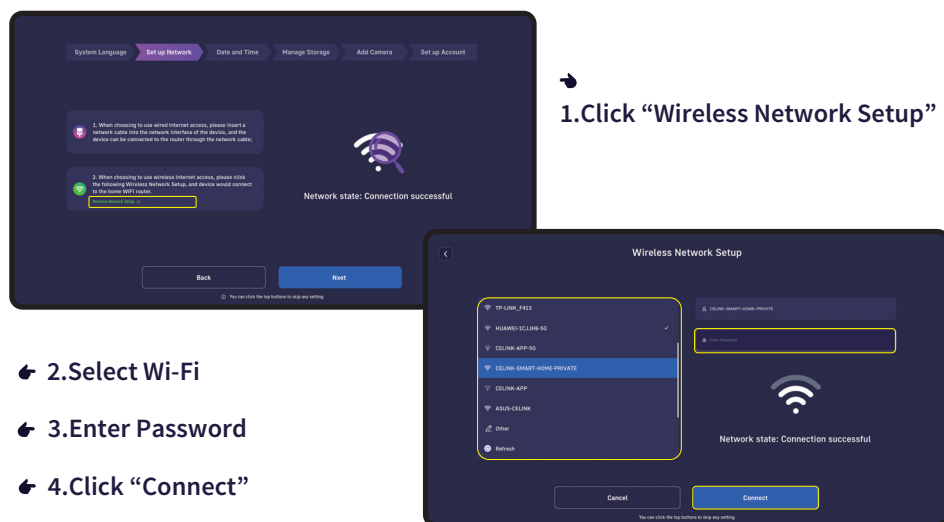 System Language
Set up Network
Date and Time
Manage Storage
Add Camera
Set up Account
1. When choosing to use wired Internet access, please insert a
network cable into the network interface of the device, and the
device can be connected to the router through the network cable;
2. When choosing to use wireless Internet access, please click
the following Wireless Network Setup, and device would connect
to the home WIFI router.
Wireless Network Setup
Network state: Connection successful
Back
Nxet
You can click the top buttons to skip any setting
1.Click “Wireless Network Setup”
Wireless Network Setup
TP-LINK_F413
HUAWEI-1CJJH6-5G
CELINK-APP-5G
CELINK-SMART-HOME-PRIVATE
CELINK-APP
ASUS-CELINK
Other
Refresh
CELINK-SMART-HOME-PRIVATE
Enter Password
Network state: Connection successful
Cancel
Connect
You can click the top buttons to skip any setting
2.Select Wi-Fi
3.Enter Password
4.Click “Connect”